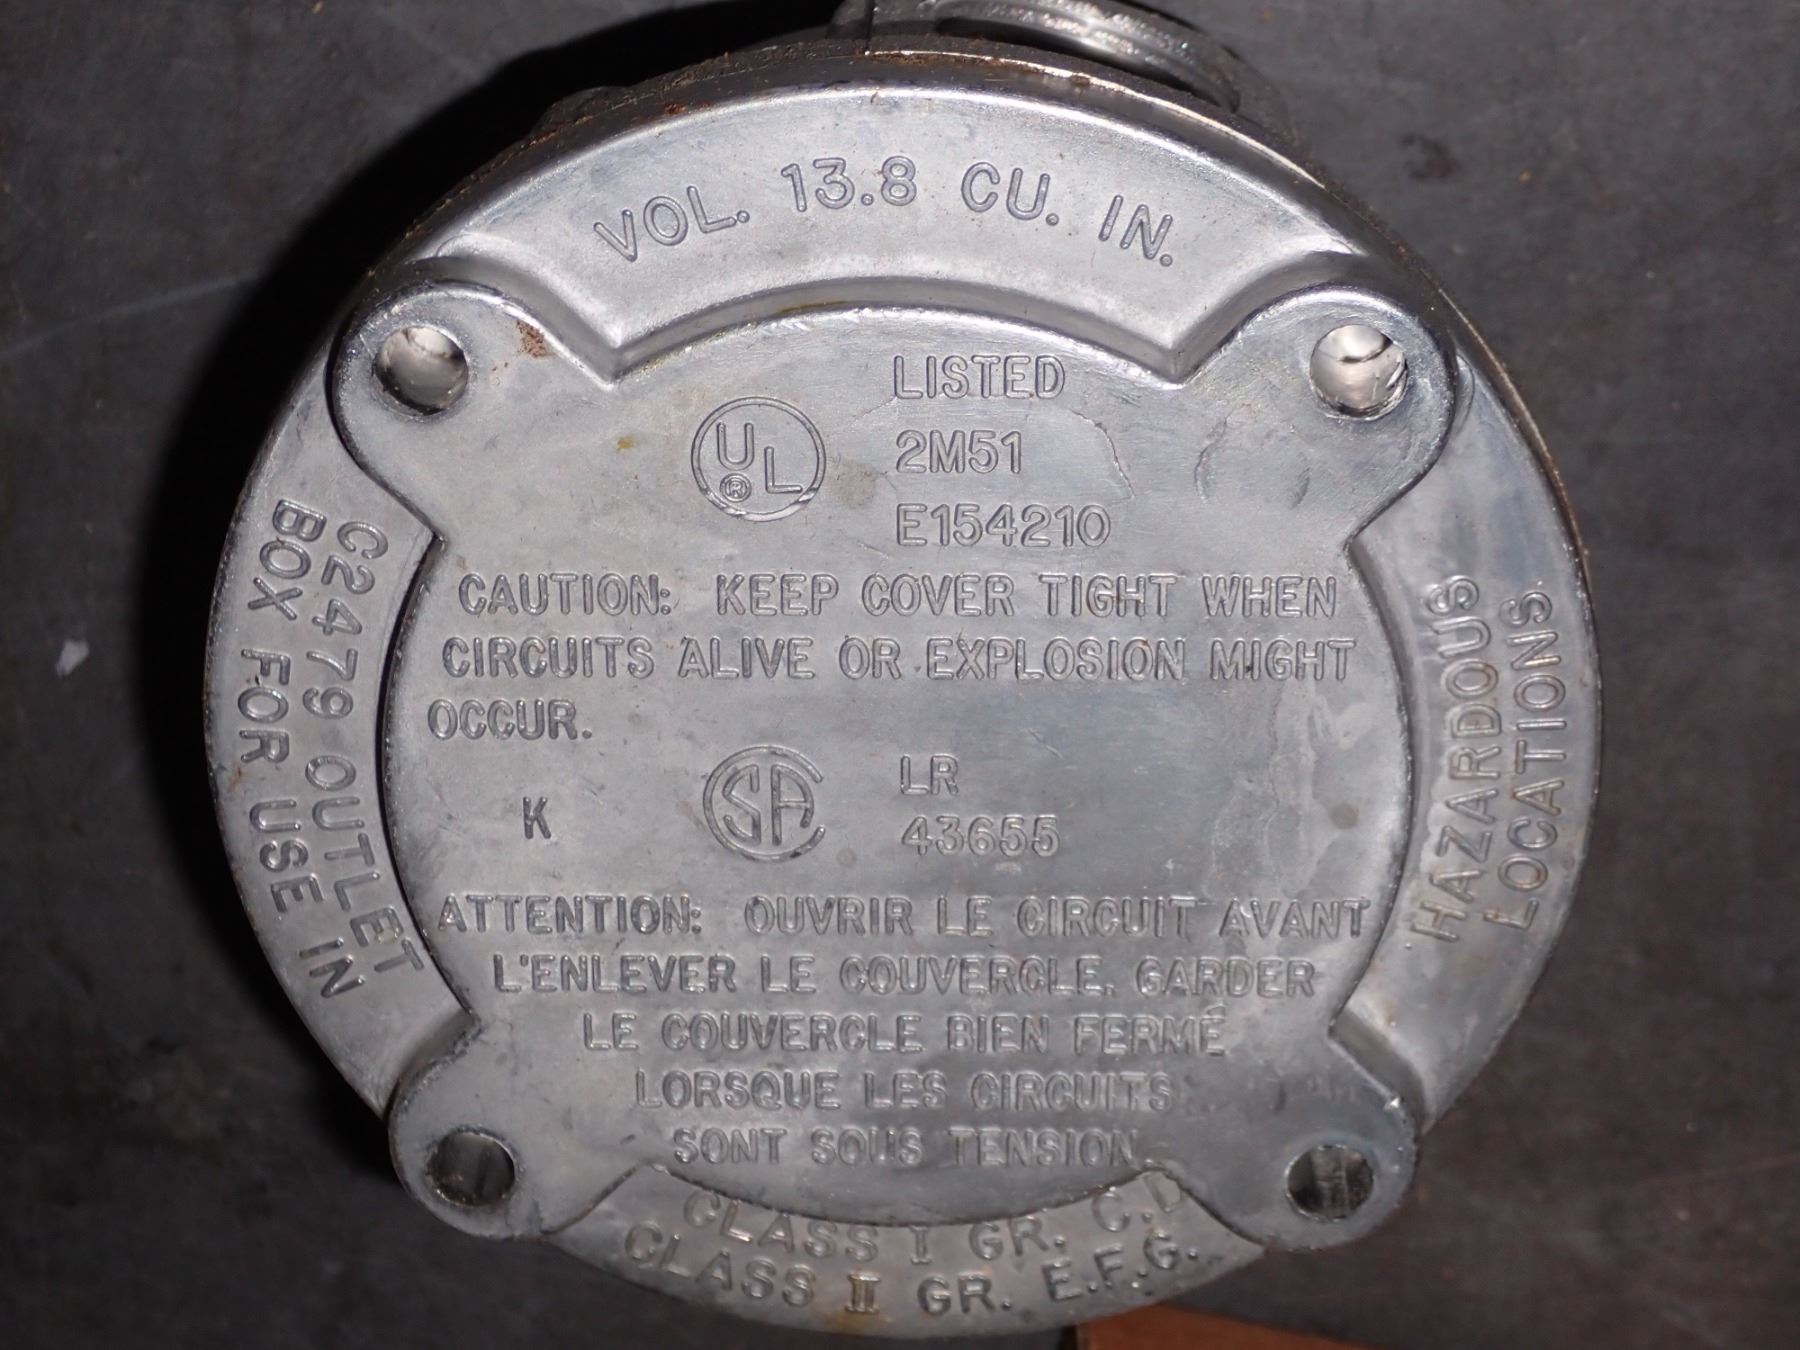 VOL. 13.8 CU. IN.
LISTED
UL
®
2M51
E154210
CAUTION: KEEP COVER TIGHT WHEN
CIRCUITS ALIVE OR EXPLOSION MIGHT
OCCUR.
K
CSA
LR
43655
ATTENTION: OUVRIR LE CIRCUIT AVANT
L'ENLEVER LE COUVERCLE. GARDER
LE COUVERCLE BIEN FERMÉ
LORSQUE LES CIRCUITS
SONT SOUS TENSION.
C2479 OUTLET
BOX FOR USE IN
HAZARDOUS
LOCATIONS
CLASS I GR. C.D
CLASS II GR. E.F.G.